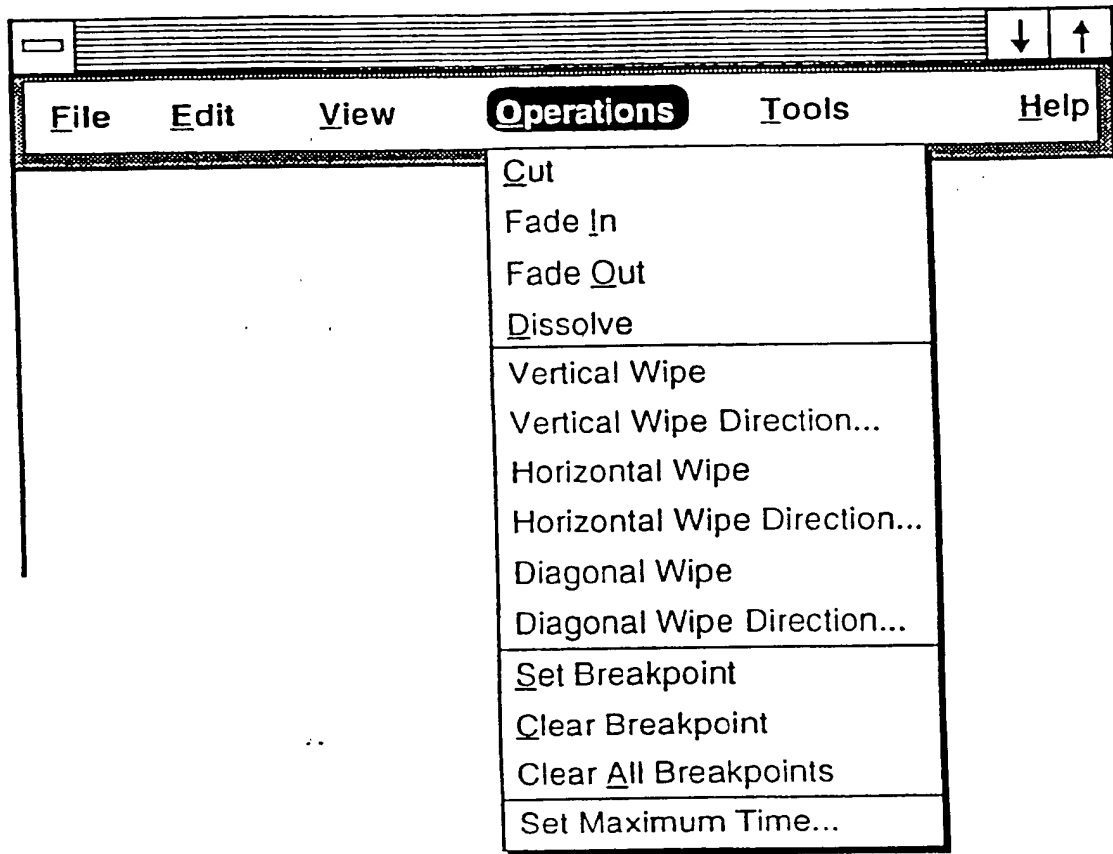 File Edit View Operations Tools Help
Cut
Fade In
Fade Out
Dissolve
Vertical Wipe
Vertical Wipe Direction...
Horizontal Wipe
Horizontal Wipe Direction...
Diagonal Wipe
Diagonal Wipe Direction...
Set Breakpoint
Clear Breakpoint
Clear All Breakpoints
Set Maximum Time...